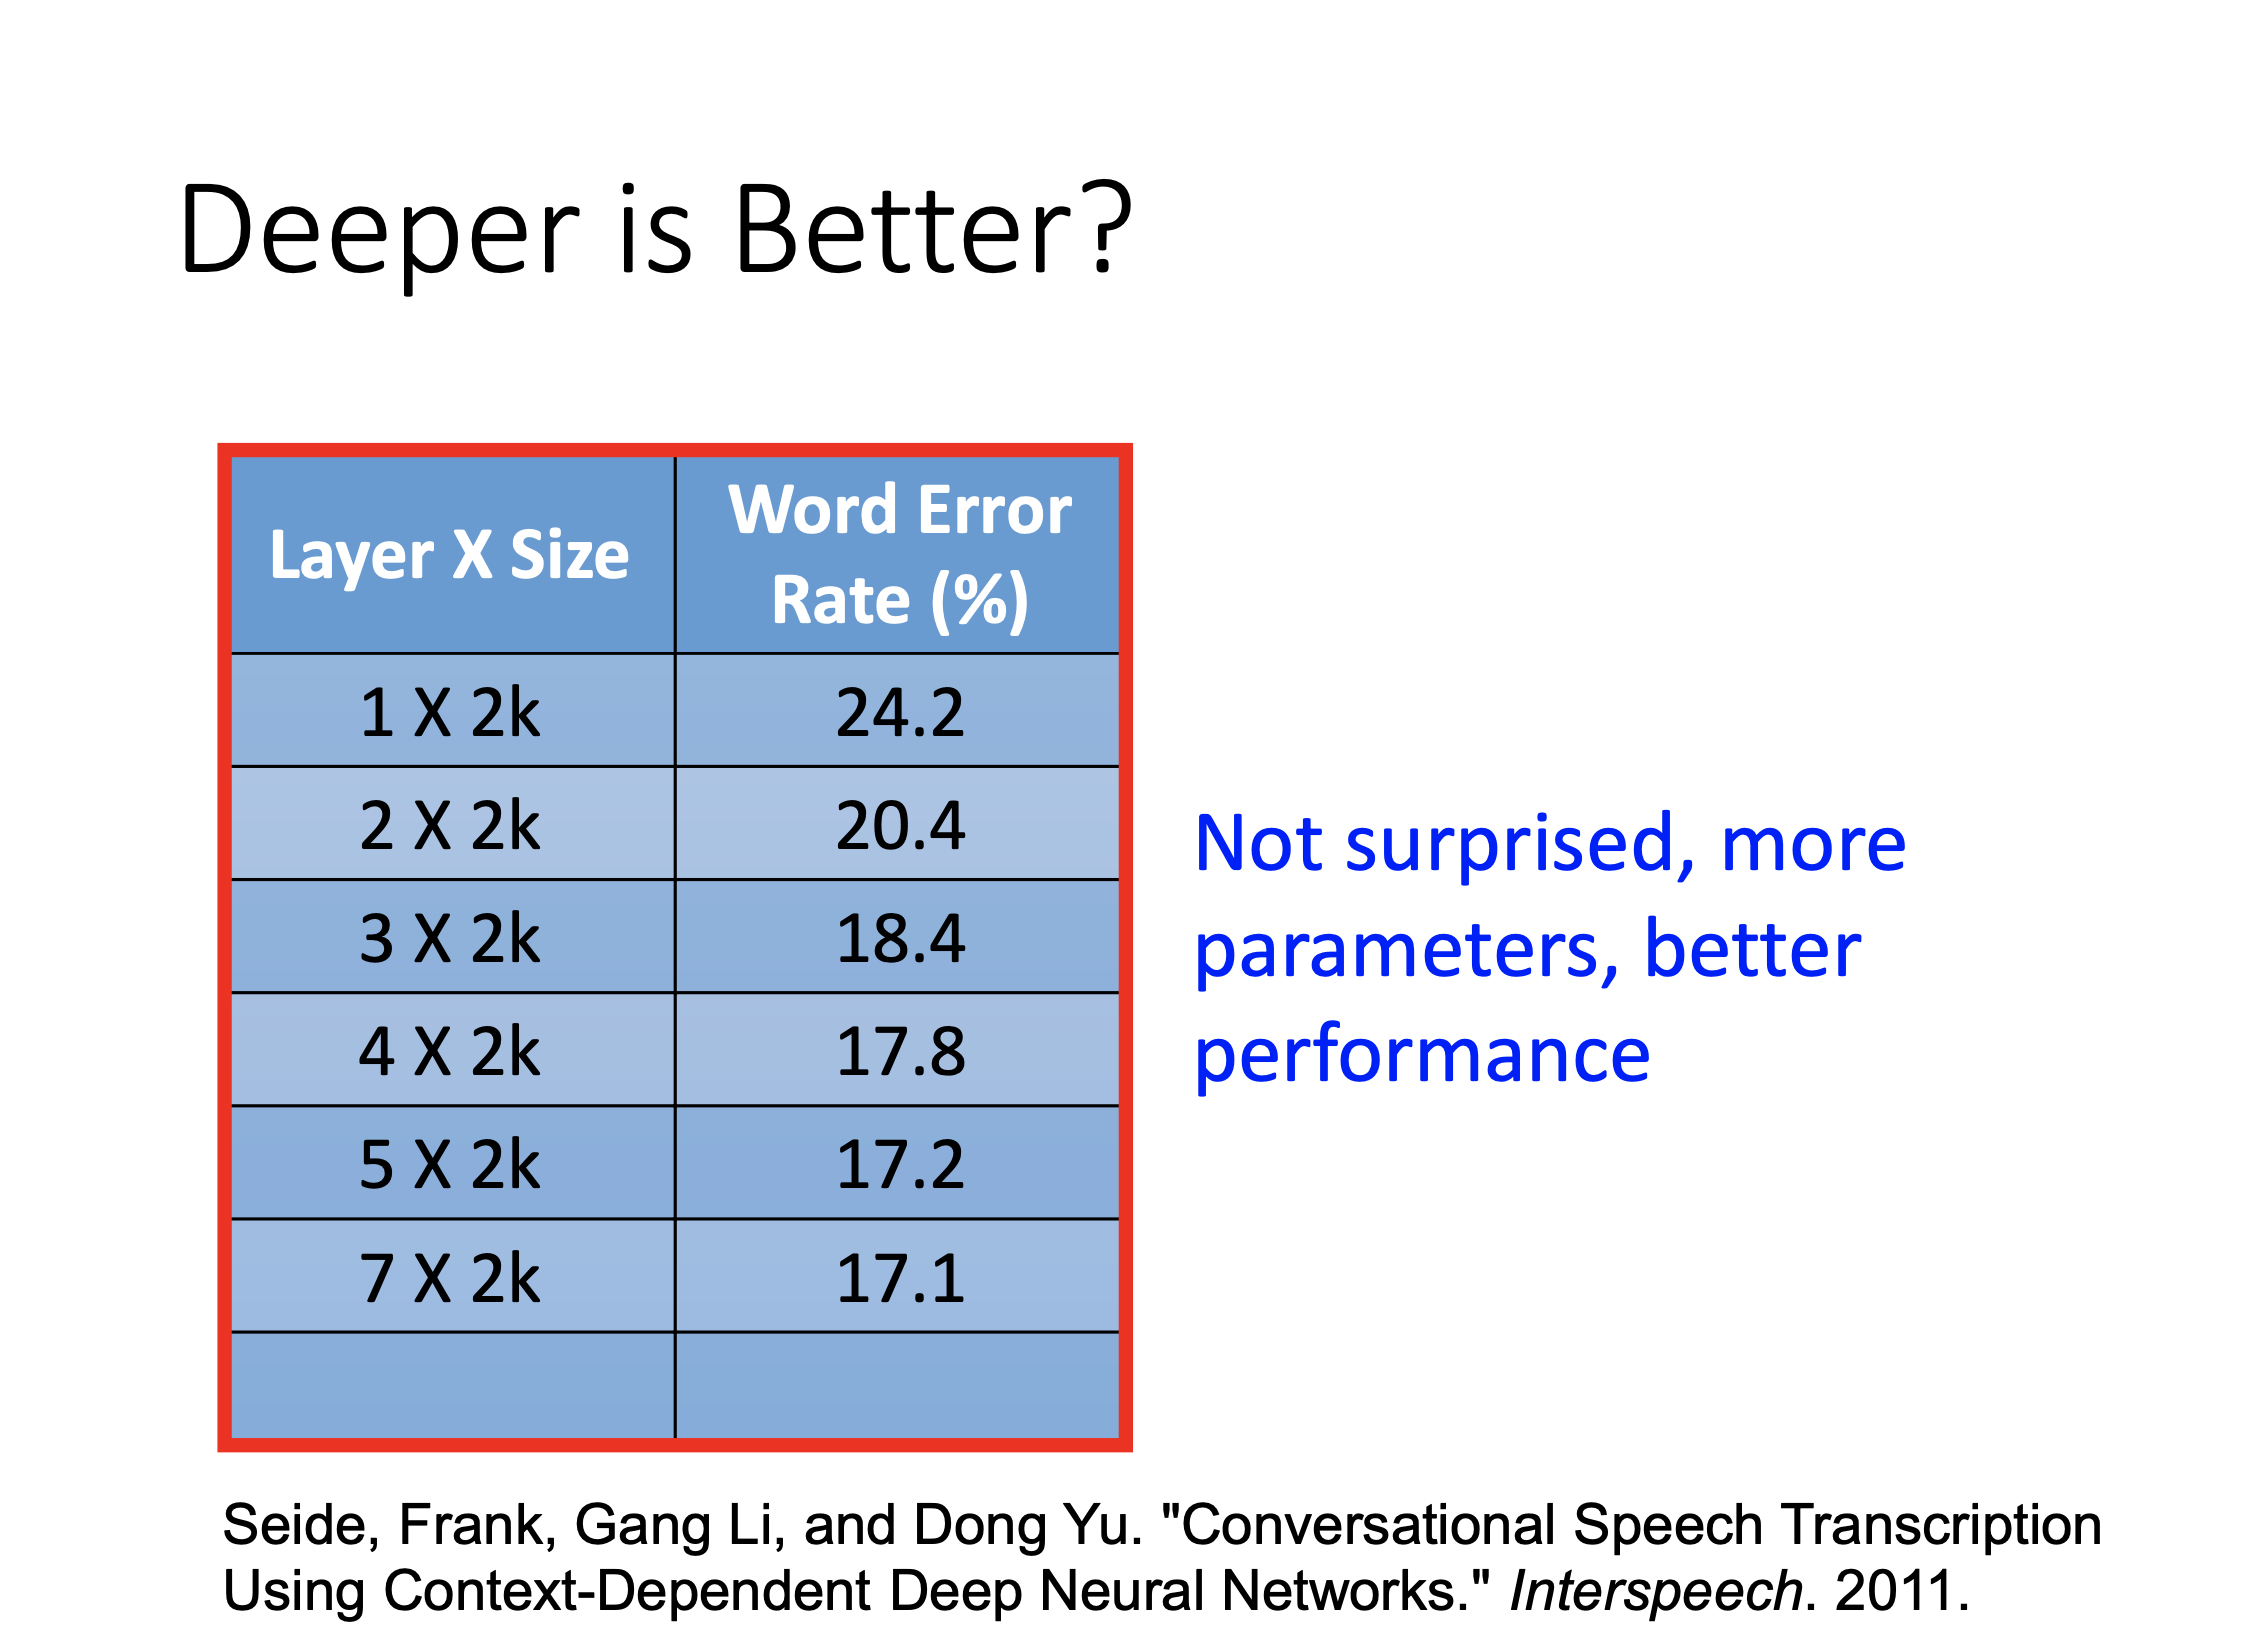 Deeper is Better?
Layer X Size
Word Error
Rate (%)
1 X 2k
24.2
2 X 2k
20.4
3 X 2k
18.4
4 X 2k
17.8
5 X 2k
17.2
7 X 2k
17.1
Not surprised, more
parameters, better
performance
Seide, Frank, Gang Li, and Dong Yu. "Conversational Speech Transcription
Using Context-Dependent Deep Neural Networks." Interspeech. 2011.